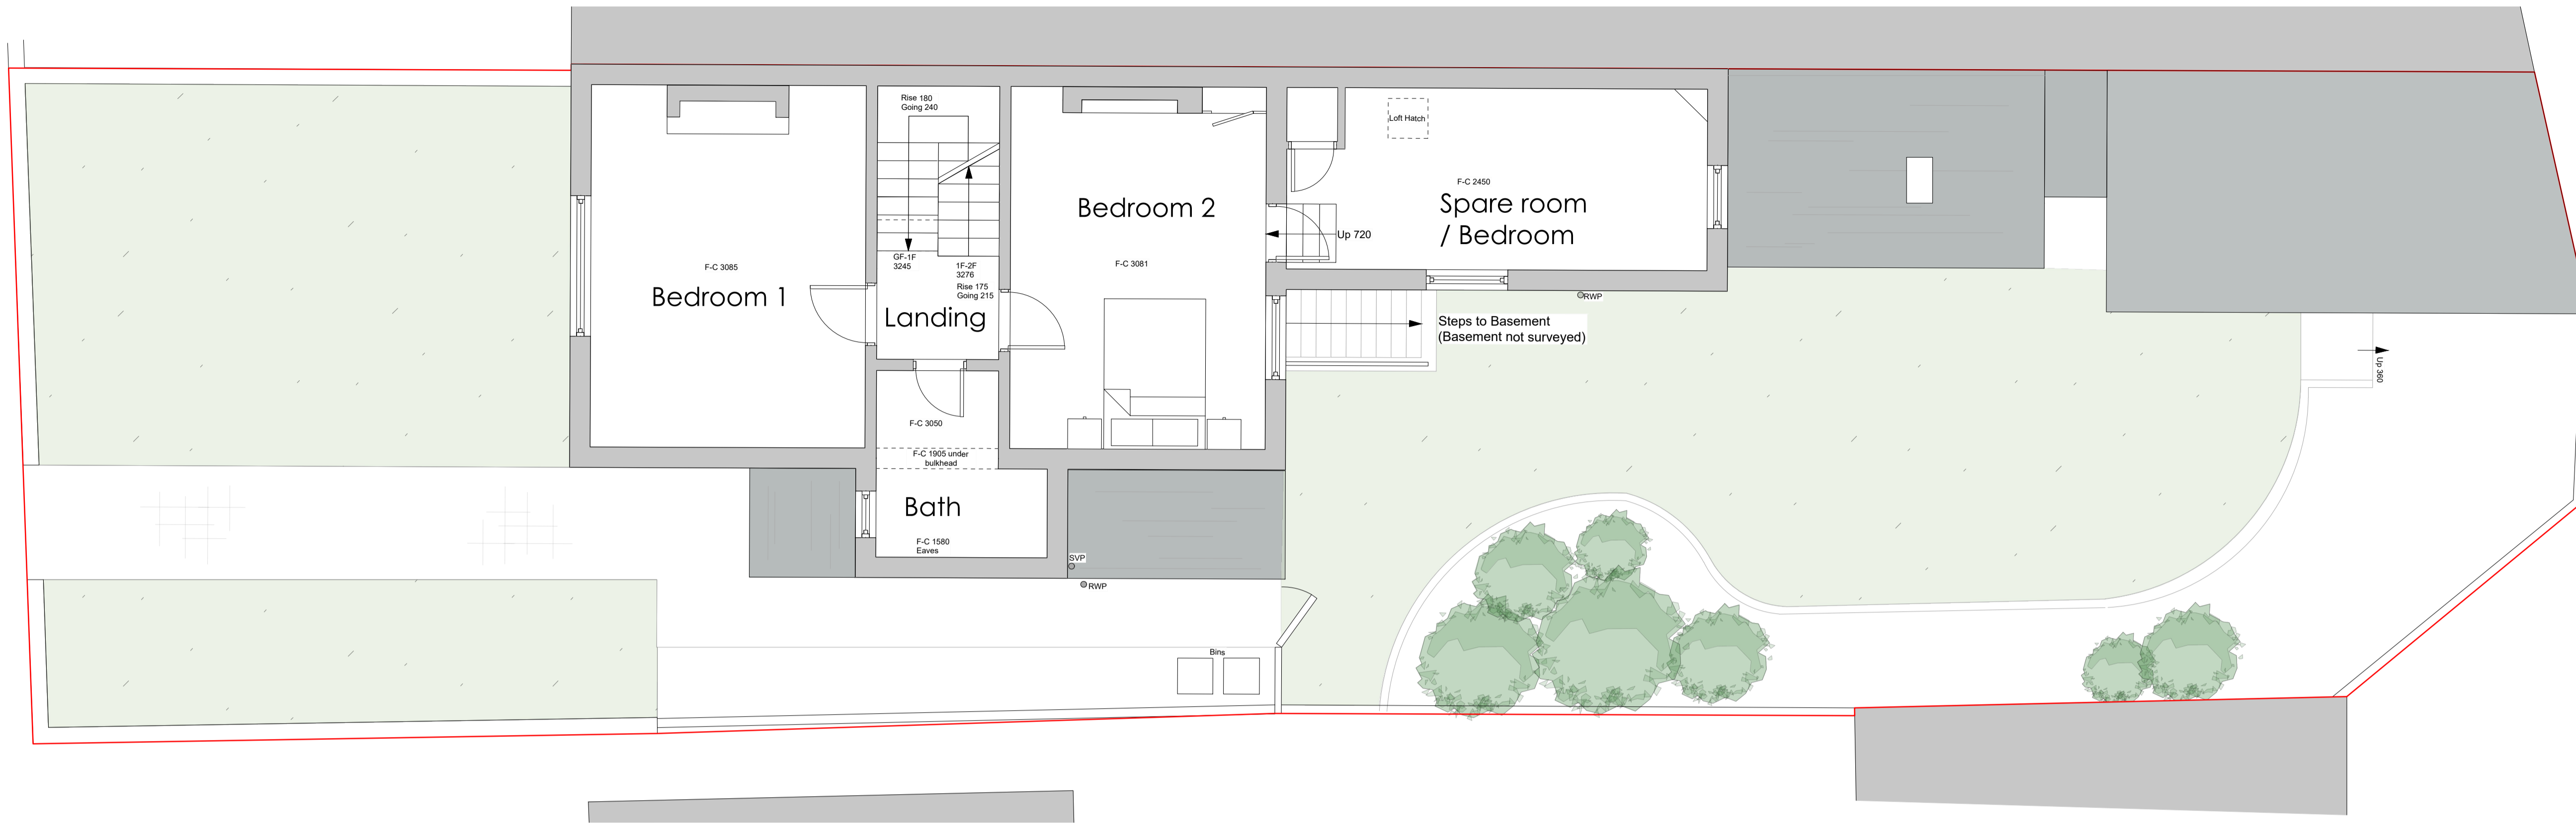 Rise 180
Going 240
GF-1F
3245
1F-2F
3276
Rise 175
Going 215
F-C 3085
Bedroom 1
Landing
F-C 3050
F-C 1905 under
bulkhead
Bath
F-C 1580
Eaves
Bedroom 2
F-C 3081
Loft Hatch
F-C 2450
Spare room
/ Bedroom
Up 720
RWP
Steps to Basement
(Basement not surveyed)
Up 360
SVP
RWP
Bins